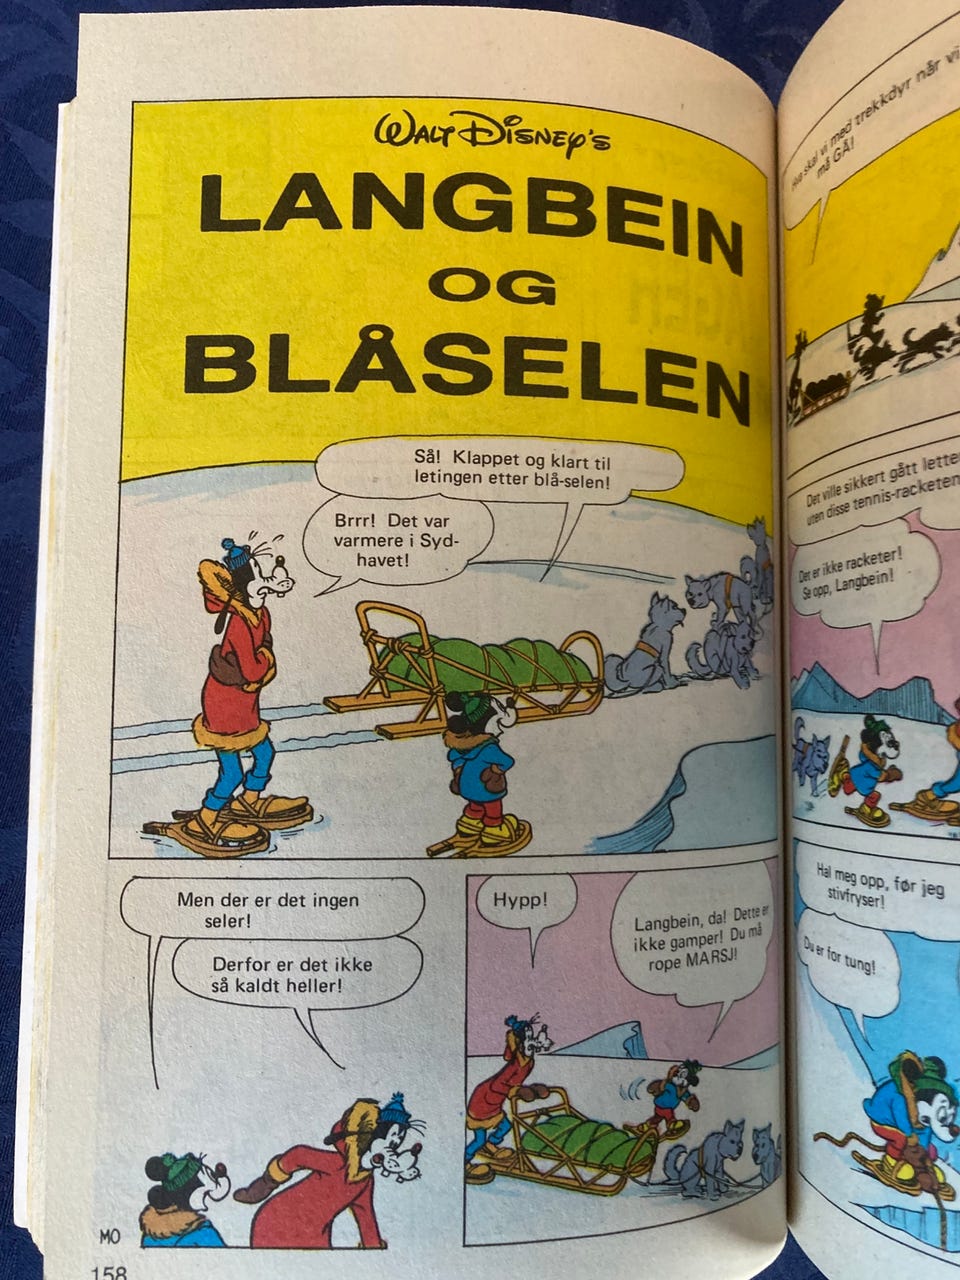 WALT DISNEY'S
LANGBEIN
OG
BLÅSELEN
Så! Klappet og klart til
letingen etter blå-selen!
Brrr! Det var
varmere i Syd-
havet!
Men der er det ingen
seler!
Derfor er det ikke
så kaldt heller!
Hypp!
Langbein, da! Dette er
ikke gamper! Du må
rope MARSJ!
MO
158
Hva skal vi med trekkdyr når vi
må GÅ!
Det ville sikkert gått
uten disse tennis-racketen
Det er ikke racketer!
Se opp, Langbein!
Hal meg opp, før jeg
stivfryser!
Du er for tung!